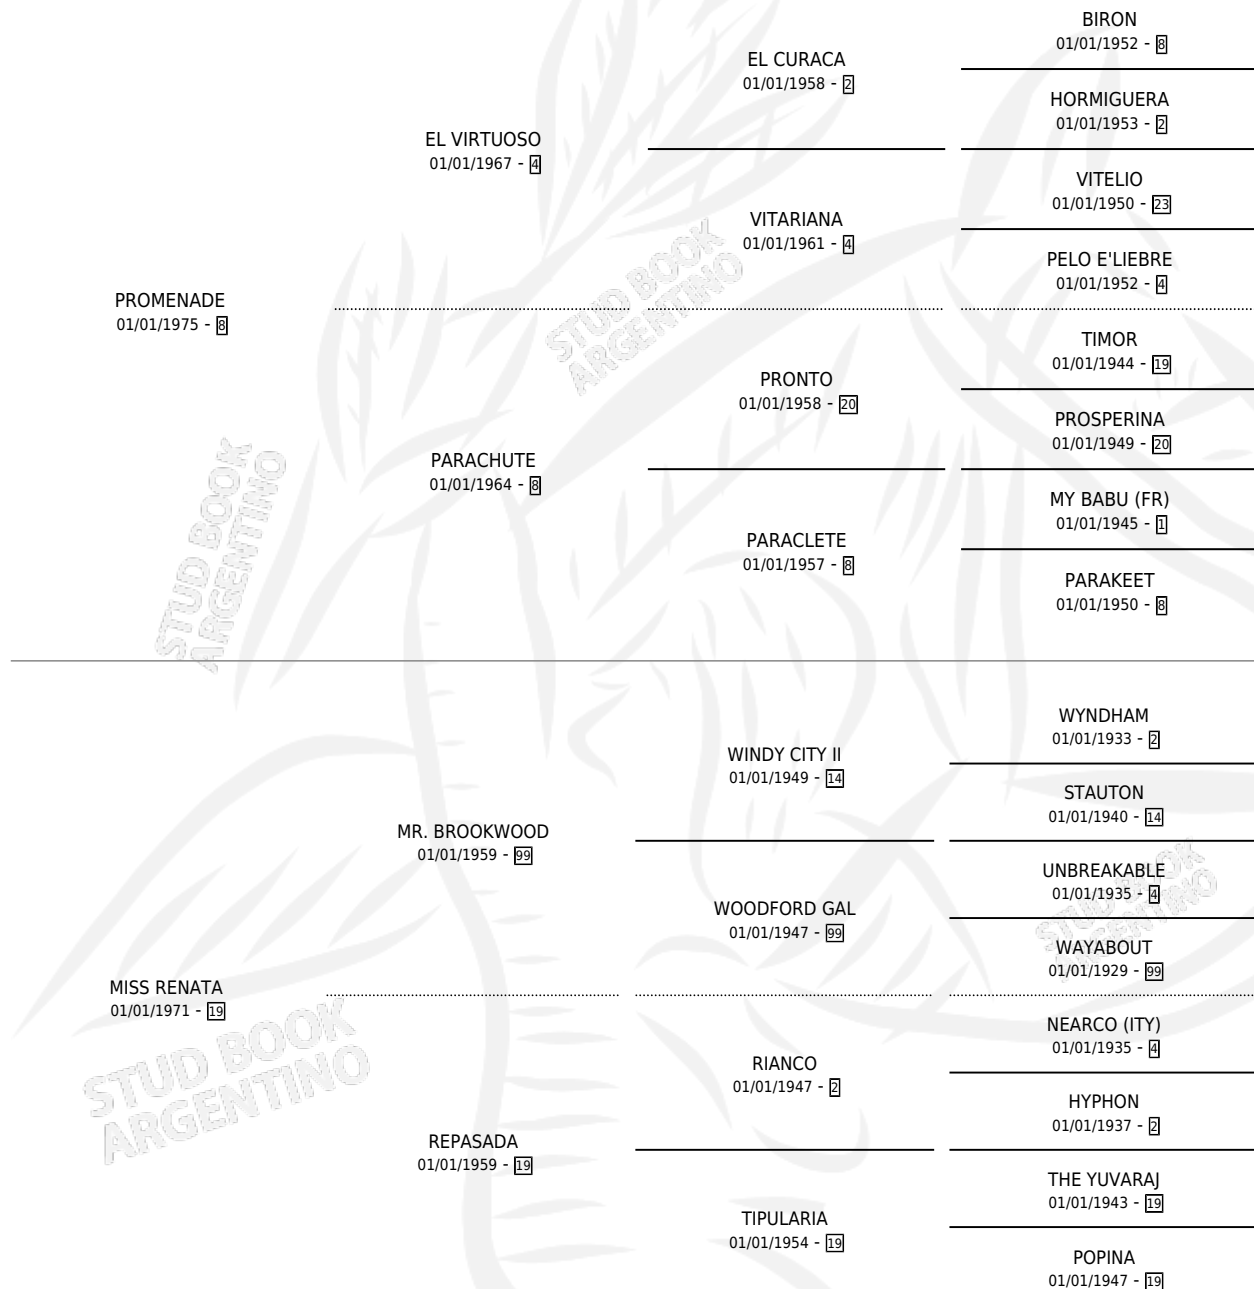 BIRON
01/01/1952 - 8
EL CURACA
01/01/1958 - 2
HORMIGUERA
01/01/1953 - 2
EL VIRTUOSO
01/01/1967 - 4
VITELIO
01/01/1950 - 23
VITARIANA
01/01/1961 - 4
PELO E'LIEBRE
01/01/1952 - 4
PROMENADE
01/01/1975 - 8
TIMOR
01/01/1944 - 19
PRONTO
01/01/1958 - 20
PROSPERINA
01/01/1949 - 20
PARACHUTE
01/01/1964 - 8
MY BABU (FR)
01/01/1945 - 1
PARACLETE
01/01/1957 - 8
PARAKEET
01/01/1950 - 8
WYNDHAM
01/01/1933 - 2
WINDY CITY II
01/01/1949 - 14
STAUTON
01/01/1940 - 14
MR. BROOKWOOD
01/01/1959 - 99
UNBREAKABLE
01/01/1935 - 4
WOODFORD GAL
01/01/1947 - 99
WAYABOUT
01/01/1929 - 99
MISS RENATA
01/01/1971 - 19
NEARCO (ITY)
01/01/1935 - 4
RIANCO
01/01/1947 - 2
HYPHON
01/01/1937 - 2
REPASADA
01/01/1959 - 19
THE YUVARAJ
01/01/1943 - 19
TIPULARIA
01/01/1954 - 19
POPINA
01/01/1947 - 19
STUD BOOK
ARGENTINO
STUD BOOK
ARGENTINO
STUD BOOK
ARGENTINO
STUD BOOK
ARGENTINO